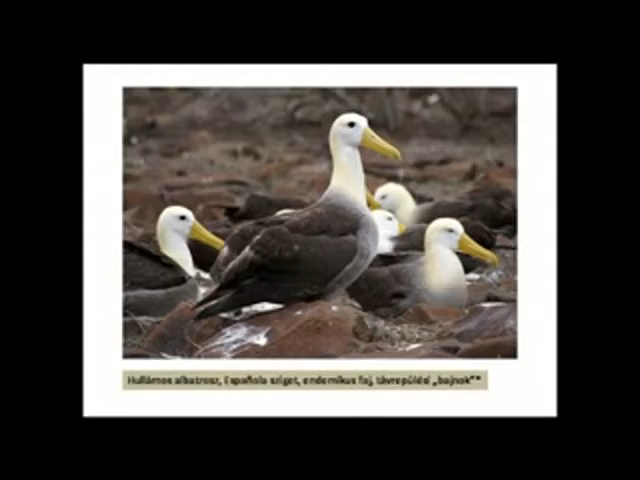 Hullámos albatrosz, Española sziget, endemikus faj, távrepülési „bajnok”*